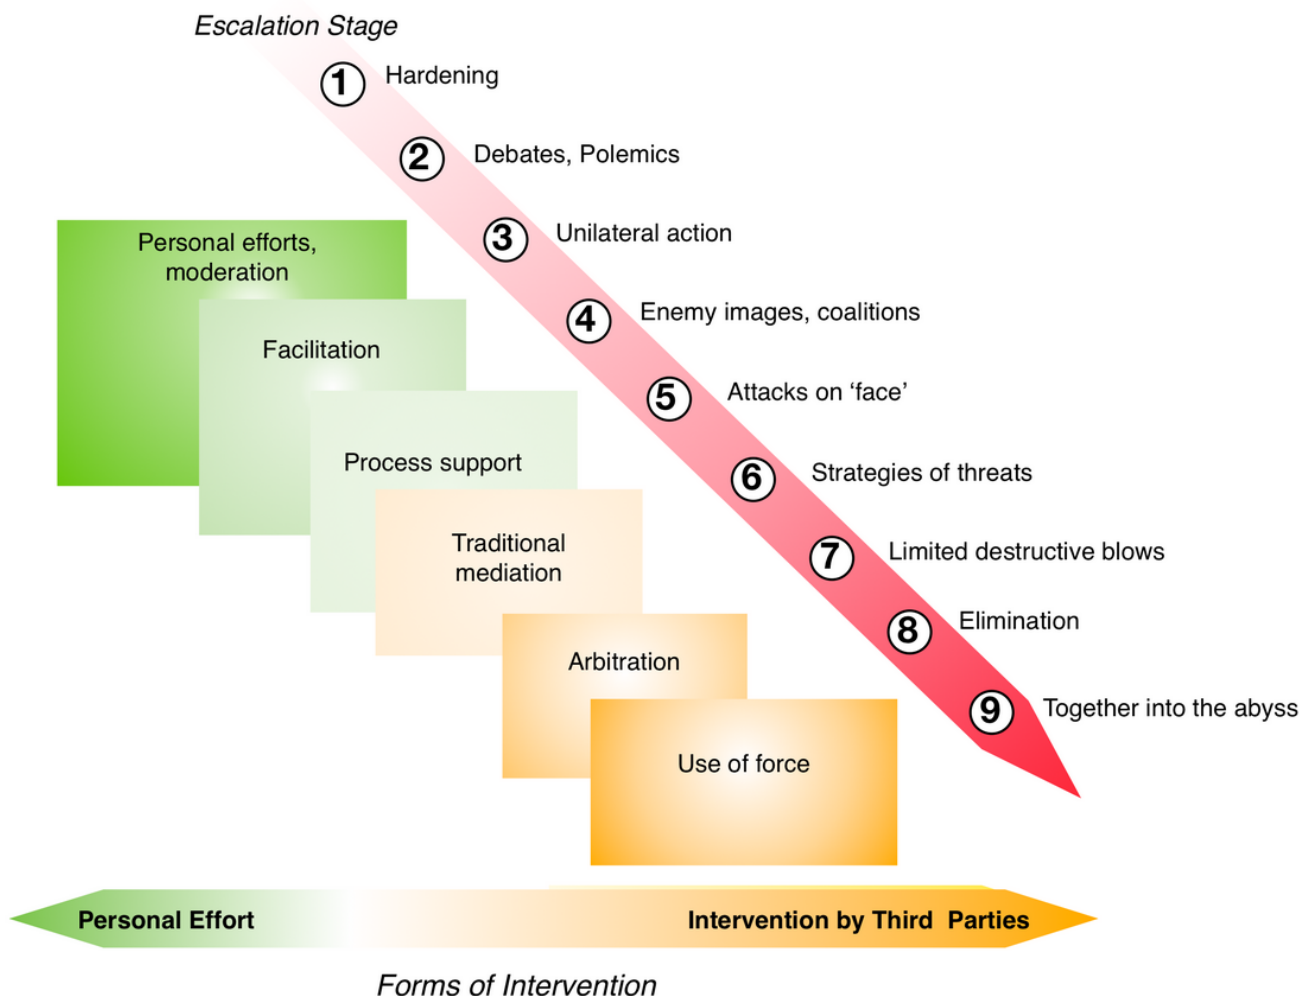 Escalation Stage
1 Hardening
2 Debates, Polemics
3 Unilateral action
Personal efforts,
moderation
4 Enemy images, coalitions
Facilitation
5 Attacks on ‘face’
Process support
6 Strategies of threats
Traditional
mediation
7 Limited destructive blows
8 Elimination
Arbitration
9 Together into the abyss
Use of force
Personal Effort
Intervention by Third Parties
Forms of Intervention